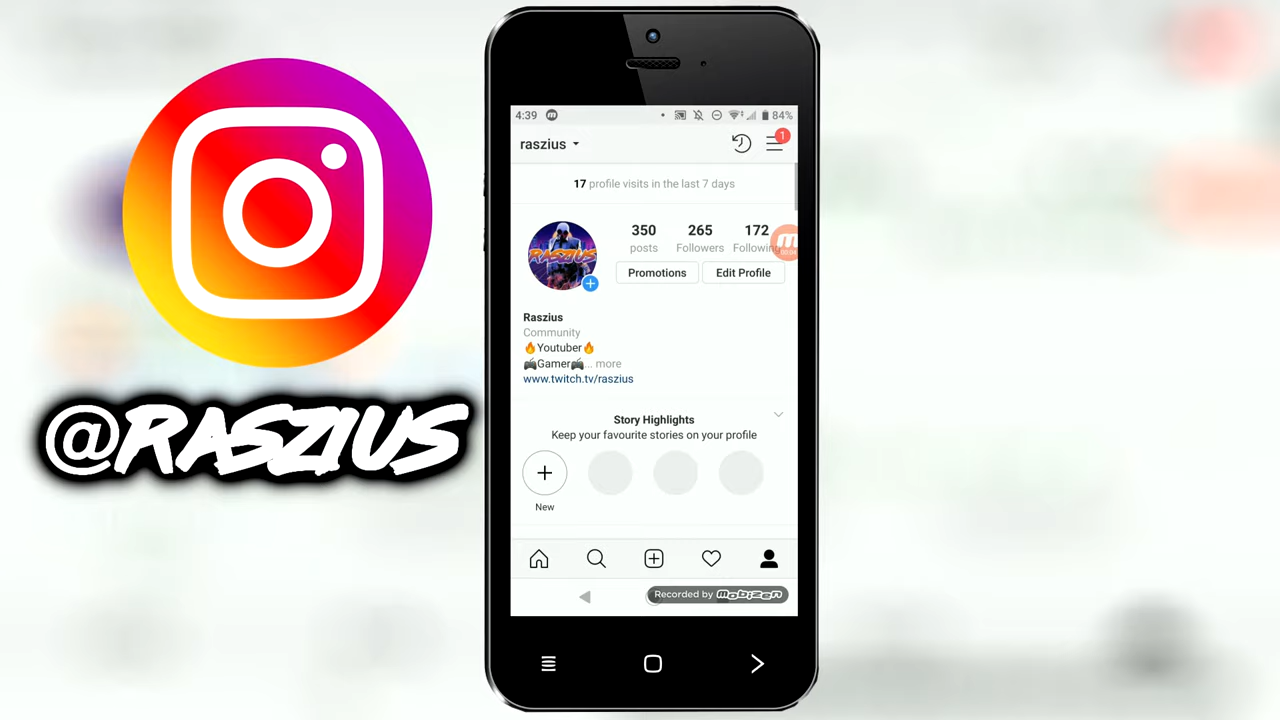 @RASZIUS
4:39
84%
raszius
1
17 profile visits in the last 7 days
350
265
172
posts
Followers
Following
RASZIUS
Promotions
Edit Profile
Raszius
Community
🔥Youtuber🔥
🎮Gamer🎮... more
www.twitch.tv/raszius
Story Highlights
Keep your favourite stories on your profile
New
Recorded by mobizen